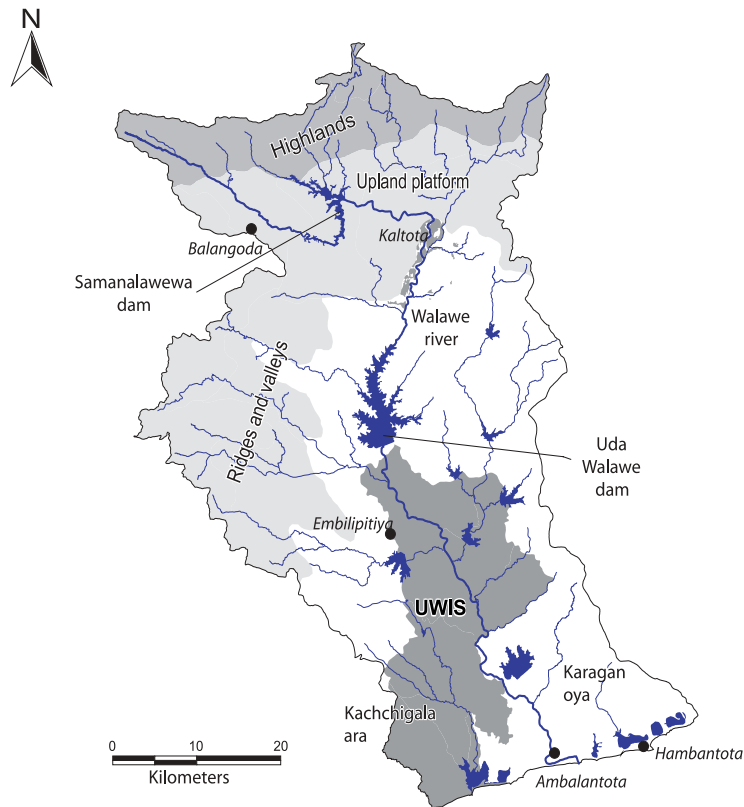 N
Highlands
Upland platform
Kaltota
Balangoda
Samanalawewa
dam
Walawe
river
Ridges and valleys
Uda
Walawe
dam
Embilipitiya
UWIS
Karagan
oya
Kachchigala
ara
Hambantota
Ambalantota
0 10 20
Kilometers